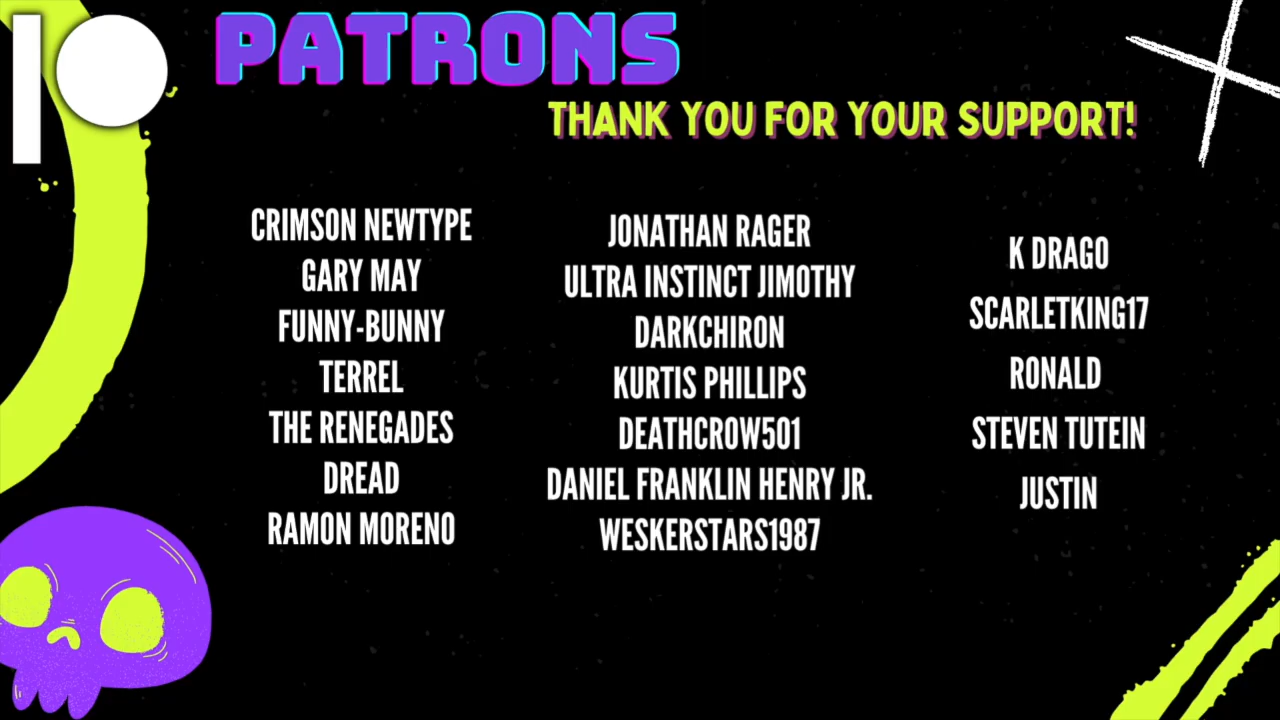 PATRONS
THANK YOU FOR YOUR SUPPORT!
CRIMSON NEWTYPE
GARY MAY
FUNNY-BUNNY
TERREL
THE RENEGADES
DREAD
RAMON MORENO
JONATHAN RAGER
ULTRA INSTINCT JIMOTHY
DARKCHIRON
KURTIS PHILLIPS
DEATHCROW501
DANIEL FRANKLIN HENRY JR.
WESKERSTARS1987
K DRAGO
SCARLETKING17
RONALD
STEVEN TUTEIN
JUSTIN